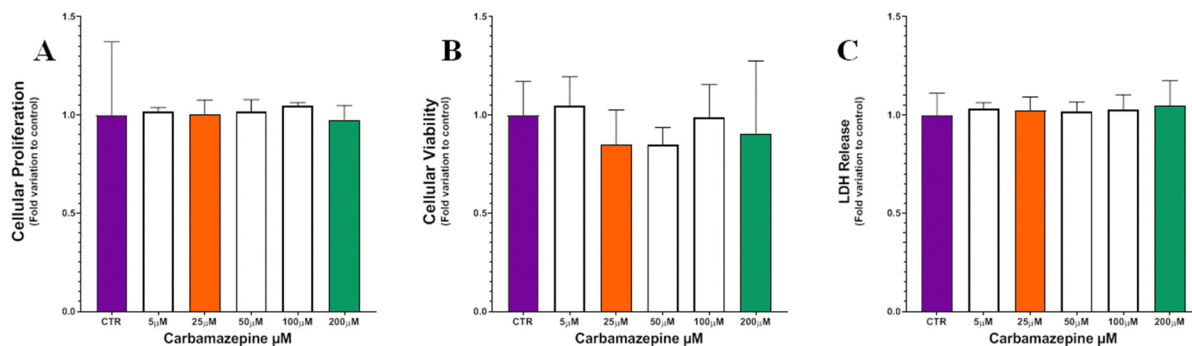 A
Cellular Proliferation
(Fold variation to control)
1.5
1.0
0.5
0.0
CTR 5µM 25µM 50µM 100µM 200µM
Carbamazepine µM
B
Cellular Viability
(Fold variation to control)
1.5
1.0
0.5
0.0
CTR 5µM 25µM 50µM 100µM 200µM
Carbamazepine µM
C
LDH Release
(Fold variation to control)
1.5
1.0
0.5
0.0
CTR 5µM 25µM 50µM 100µM 200µM
Carbamazepine µM